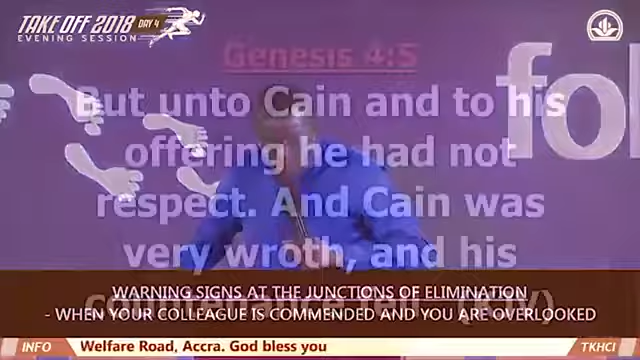 TAKE OFF 2018 DAY 4
EVENING SESSION
Genesis 4:5
But unto Cain and to his
offering he had not
respect. And Cain was
very wroth, and his
fol
WARNING SIGNS AT THE JUNCTIONS OF ELIMINATION
- WHEN YOUR COLLEAGUE IS COMMENDED AND YOU ARE OVERLOOKED
INFO Welfare Road, Accra. God bless you TKHCI